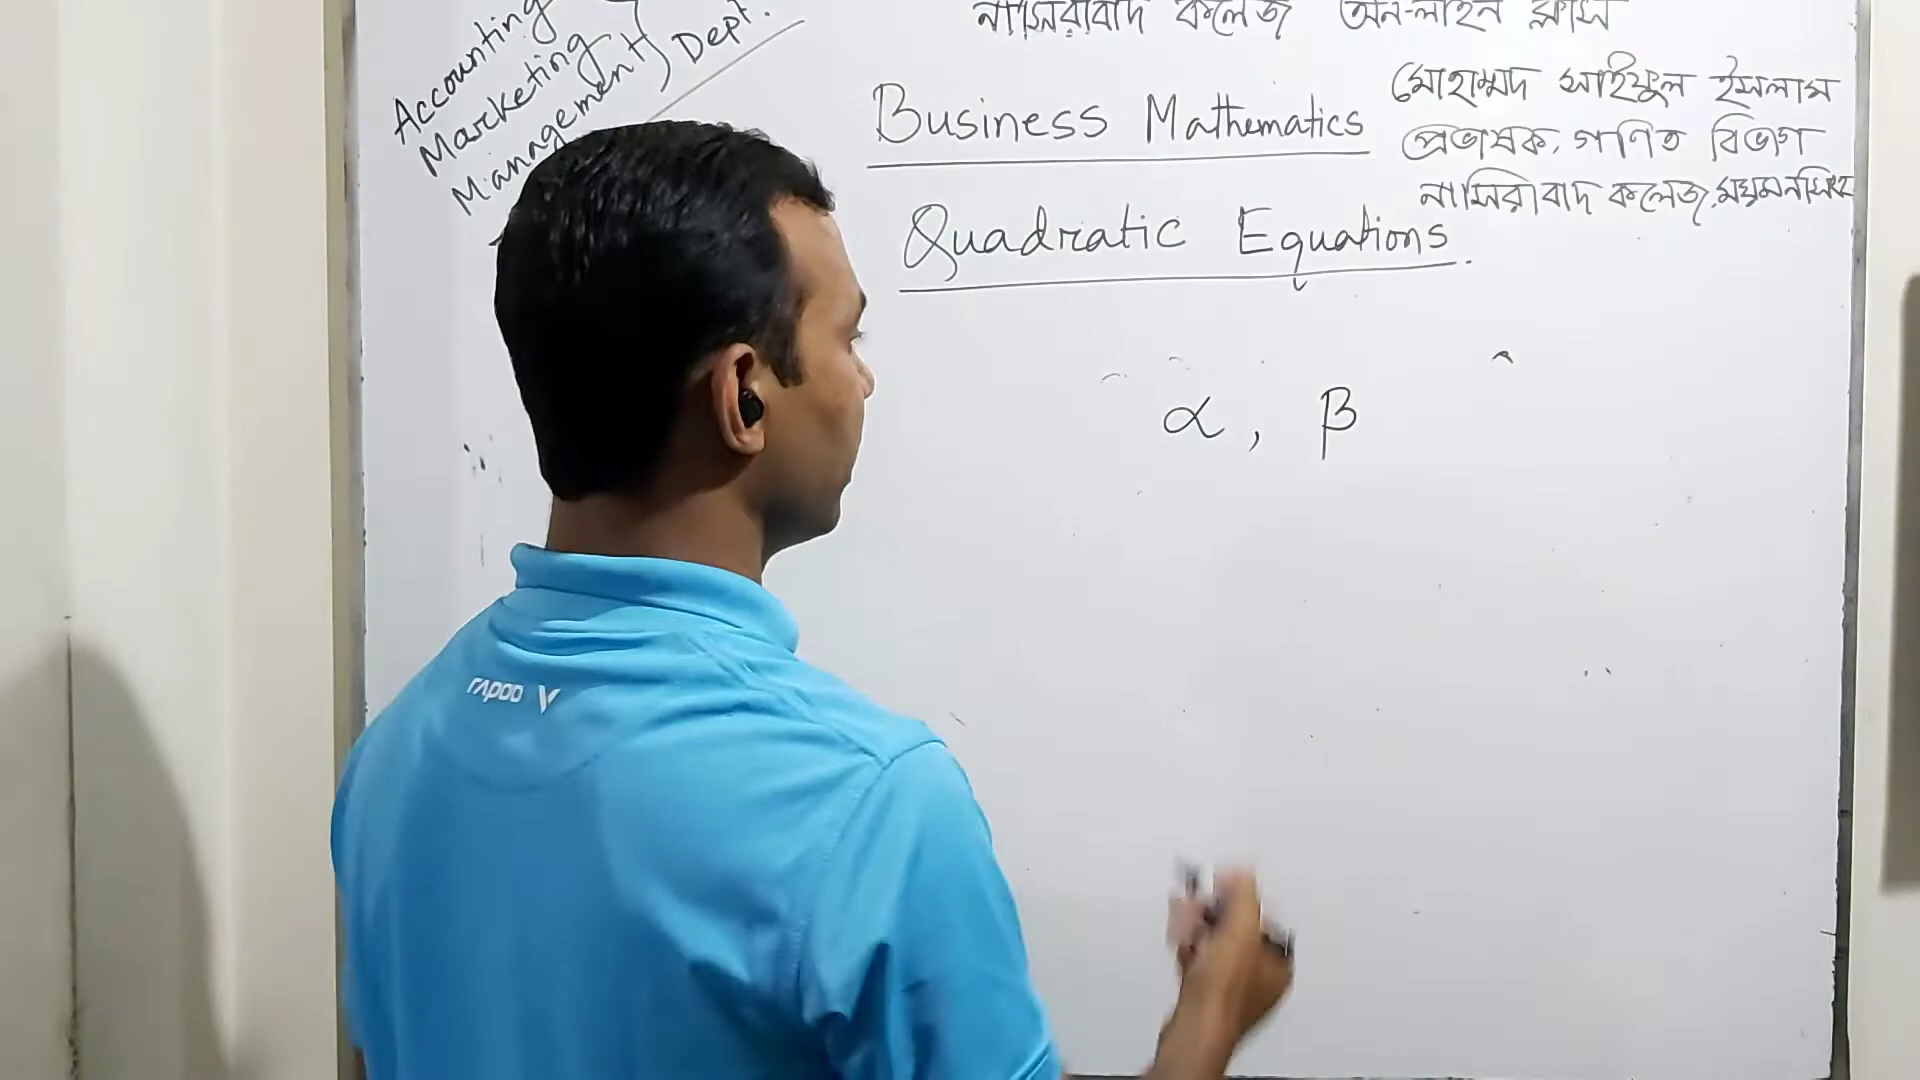 Accounting
Marketing
Management } Dept.
নাসিরাবাদ কলেজ অন-লাইন ক্লাস
মোহাম্মদ সাইফুল ইসলাম
প্রভাষক, গণিত বিভাগ
নাসিরাবাদ কলেজ, ময়মনসিংহ
Business Mathematics
Quadratic Equations.
α, β
rapoo V